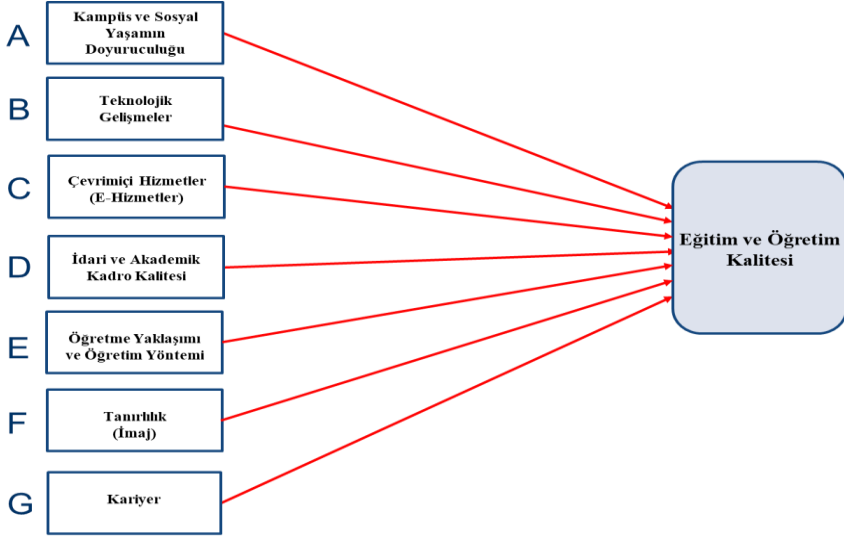 A
Kampüs ve Sosyal
Yaşamın
Doyuruculuğu
B
Teknolojik
Gelişmeler
C
Çevrimiçi Hizmetler
(E-Hizmetler)
D
İdari ve Akademik
Kadro Kalitesi
E
Öğretme Yaklaşımı
ve Öğretim Yöntemi
F
Tanırlılık
(İmaj)
G
Kariyer
Eğitim ve Öğretim
Kalitesi